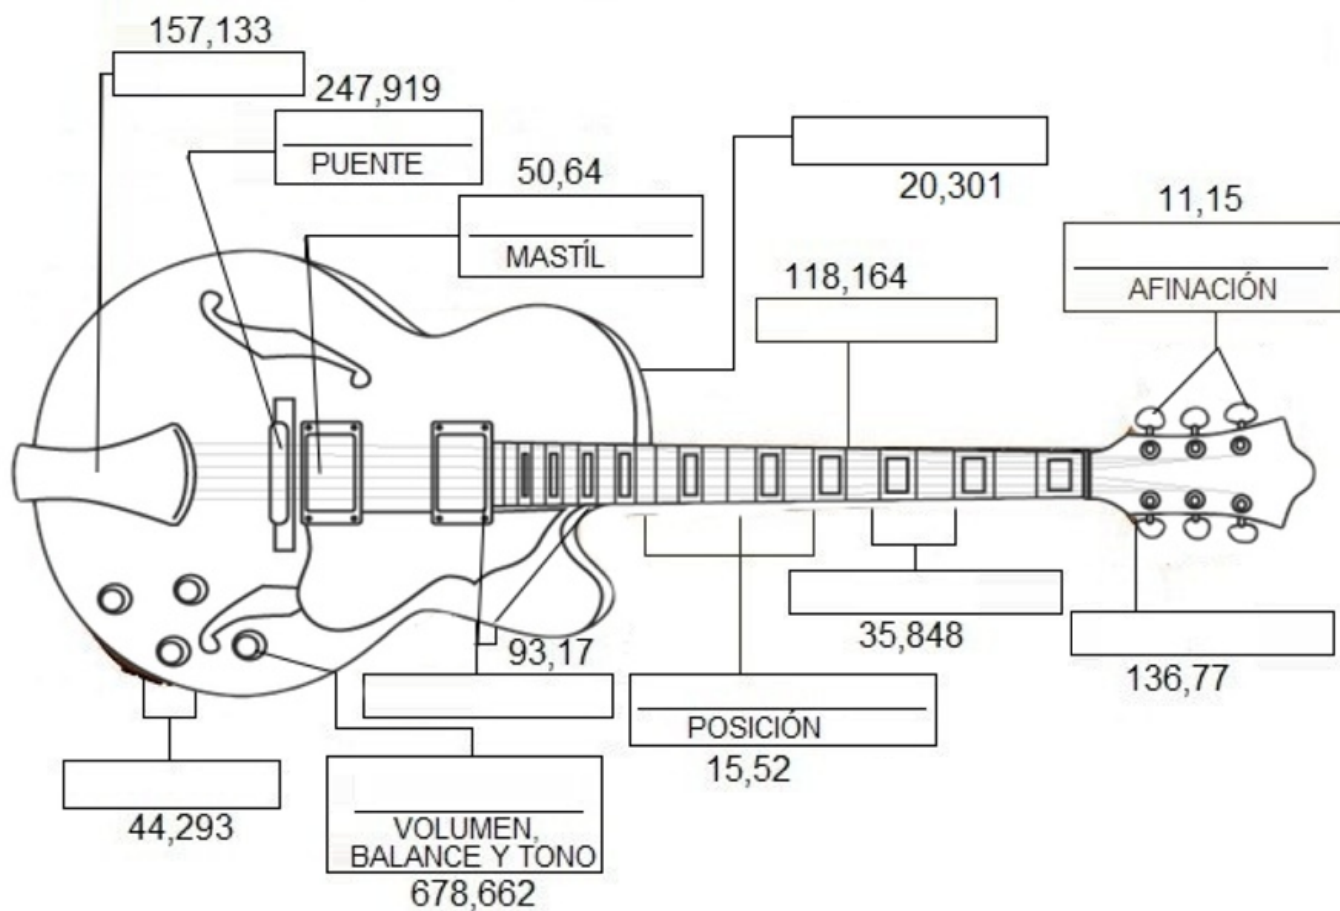 157,133
247,919
PUENTE
50,64
MASTÍL
20,301
11,15
AFINACIÓN
118,164
93,17
35,848
136,77
POSICIÓN
15,52
44,293
VOLUMEN,
BALANCE Y TONO
678,662